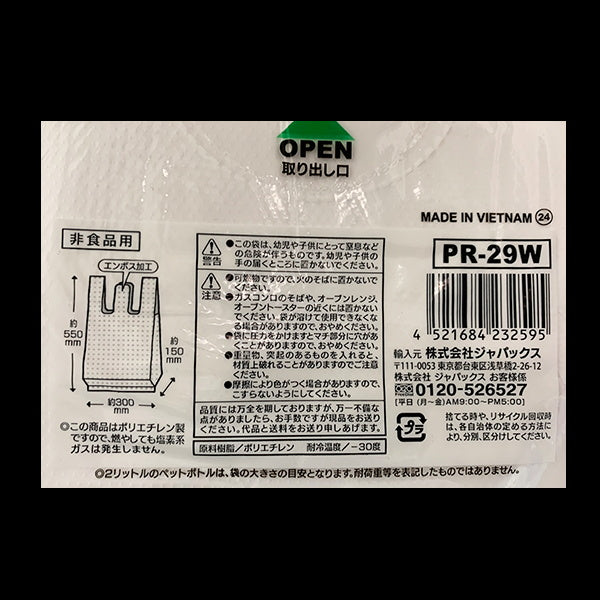 OPEN
取り出し口
MADE IN VIETNAM 24
非食品用
エンボス加工
約
550
mm
約
150
mm
約300
mm
◎この商品はポリエチレン製
ですので、燃やしても塩素系
ガスは発生しません。
警告
●この袋は、幼児や子供にとって窒息など
の危険が伴うものです。幼児や子供の
手の届くところに置かないでください。
注意
●可燃物ですので、火のそばに置かないで
ください。
●ガスコンロのそばや、オーブンレンジ、
オーブントースターの近くには置かない
でください。袋が溶けて使用できなくな
る場合がありますので、おやめください。
●袋に圧力をかけますとマチ部分に穴があ
くことがありますので、おやめください。
●重量物、突起のあるものを入れると、
材質上破れることがありますのでご注意
ください。
●摩擦により色がつく場合がありますので、
こすらないようにしてください。
品質には万全を期しておりますが、万一不備な
点がありましたら、お手数ですが現品をお送り
ください。代品と送料をお送り申し上げます。
原料樹脂/ポリエチレン 耐冷温度/−30度
PR-29W
4 521684 232595
輸入元 株式会社ジャパックス
〒111-0053 東京都台東区浅草橋2-26-12
株式会社 ジャパックス お客様係
0120-526527
[平日 (月~金)AM9:00~PM5:00]
プラ
捨てる時や、リサイクル回収時
は、各自治体の定める方法に
より、分別、区分けしてください。
◎2リットルのペットボトルは、袋の大きさの目安となります。耐荷重等を表記したものではありません。